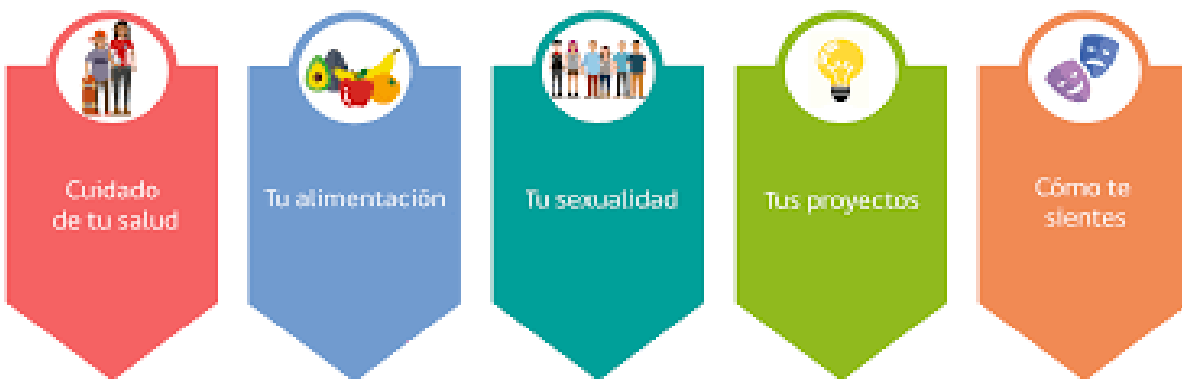 Cuidado
de tu salud
Tu alimentación
Tu sexualidad
Tus proyectos
Cómo te
sientes